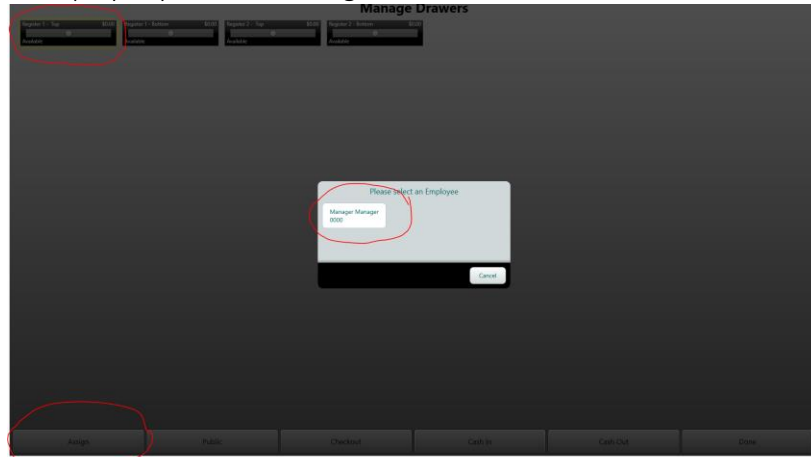 Manage Drawers
Register 1 - Top $0.00
Available
Register 1 - Bottom $0.00
Available
Register 2 - Top $0.00
Available
Register 2 - Bottom $0.00
Available
Please select an Employee
Manager Manager
0000
Cancel
Assign Public Checkout Cash In Cash Out Done